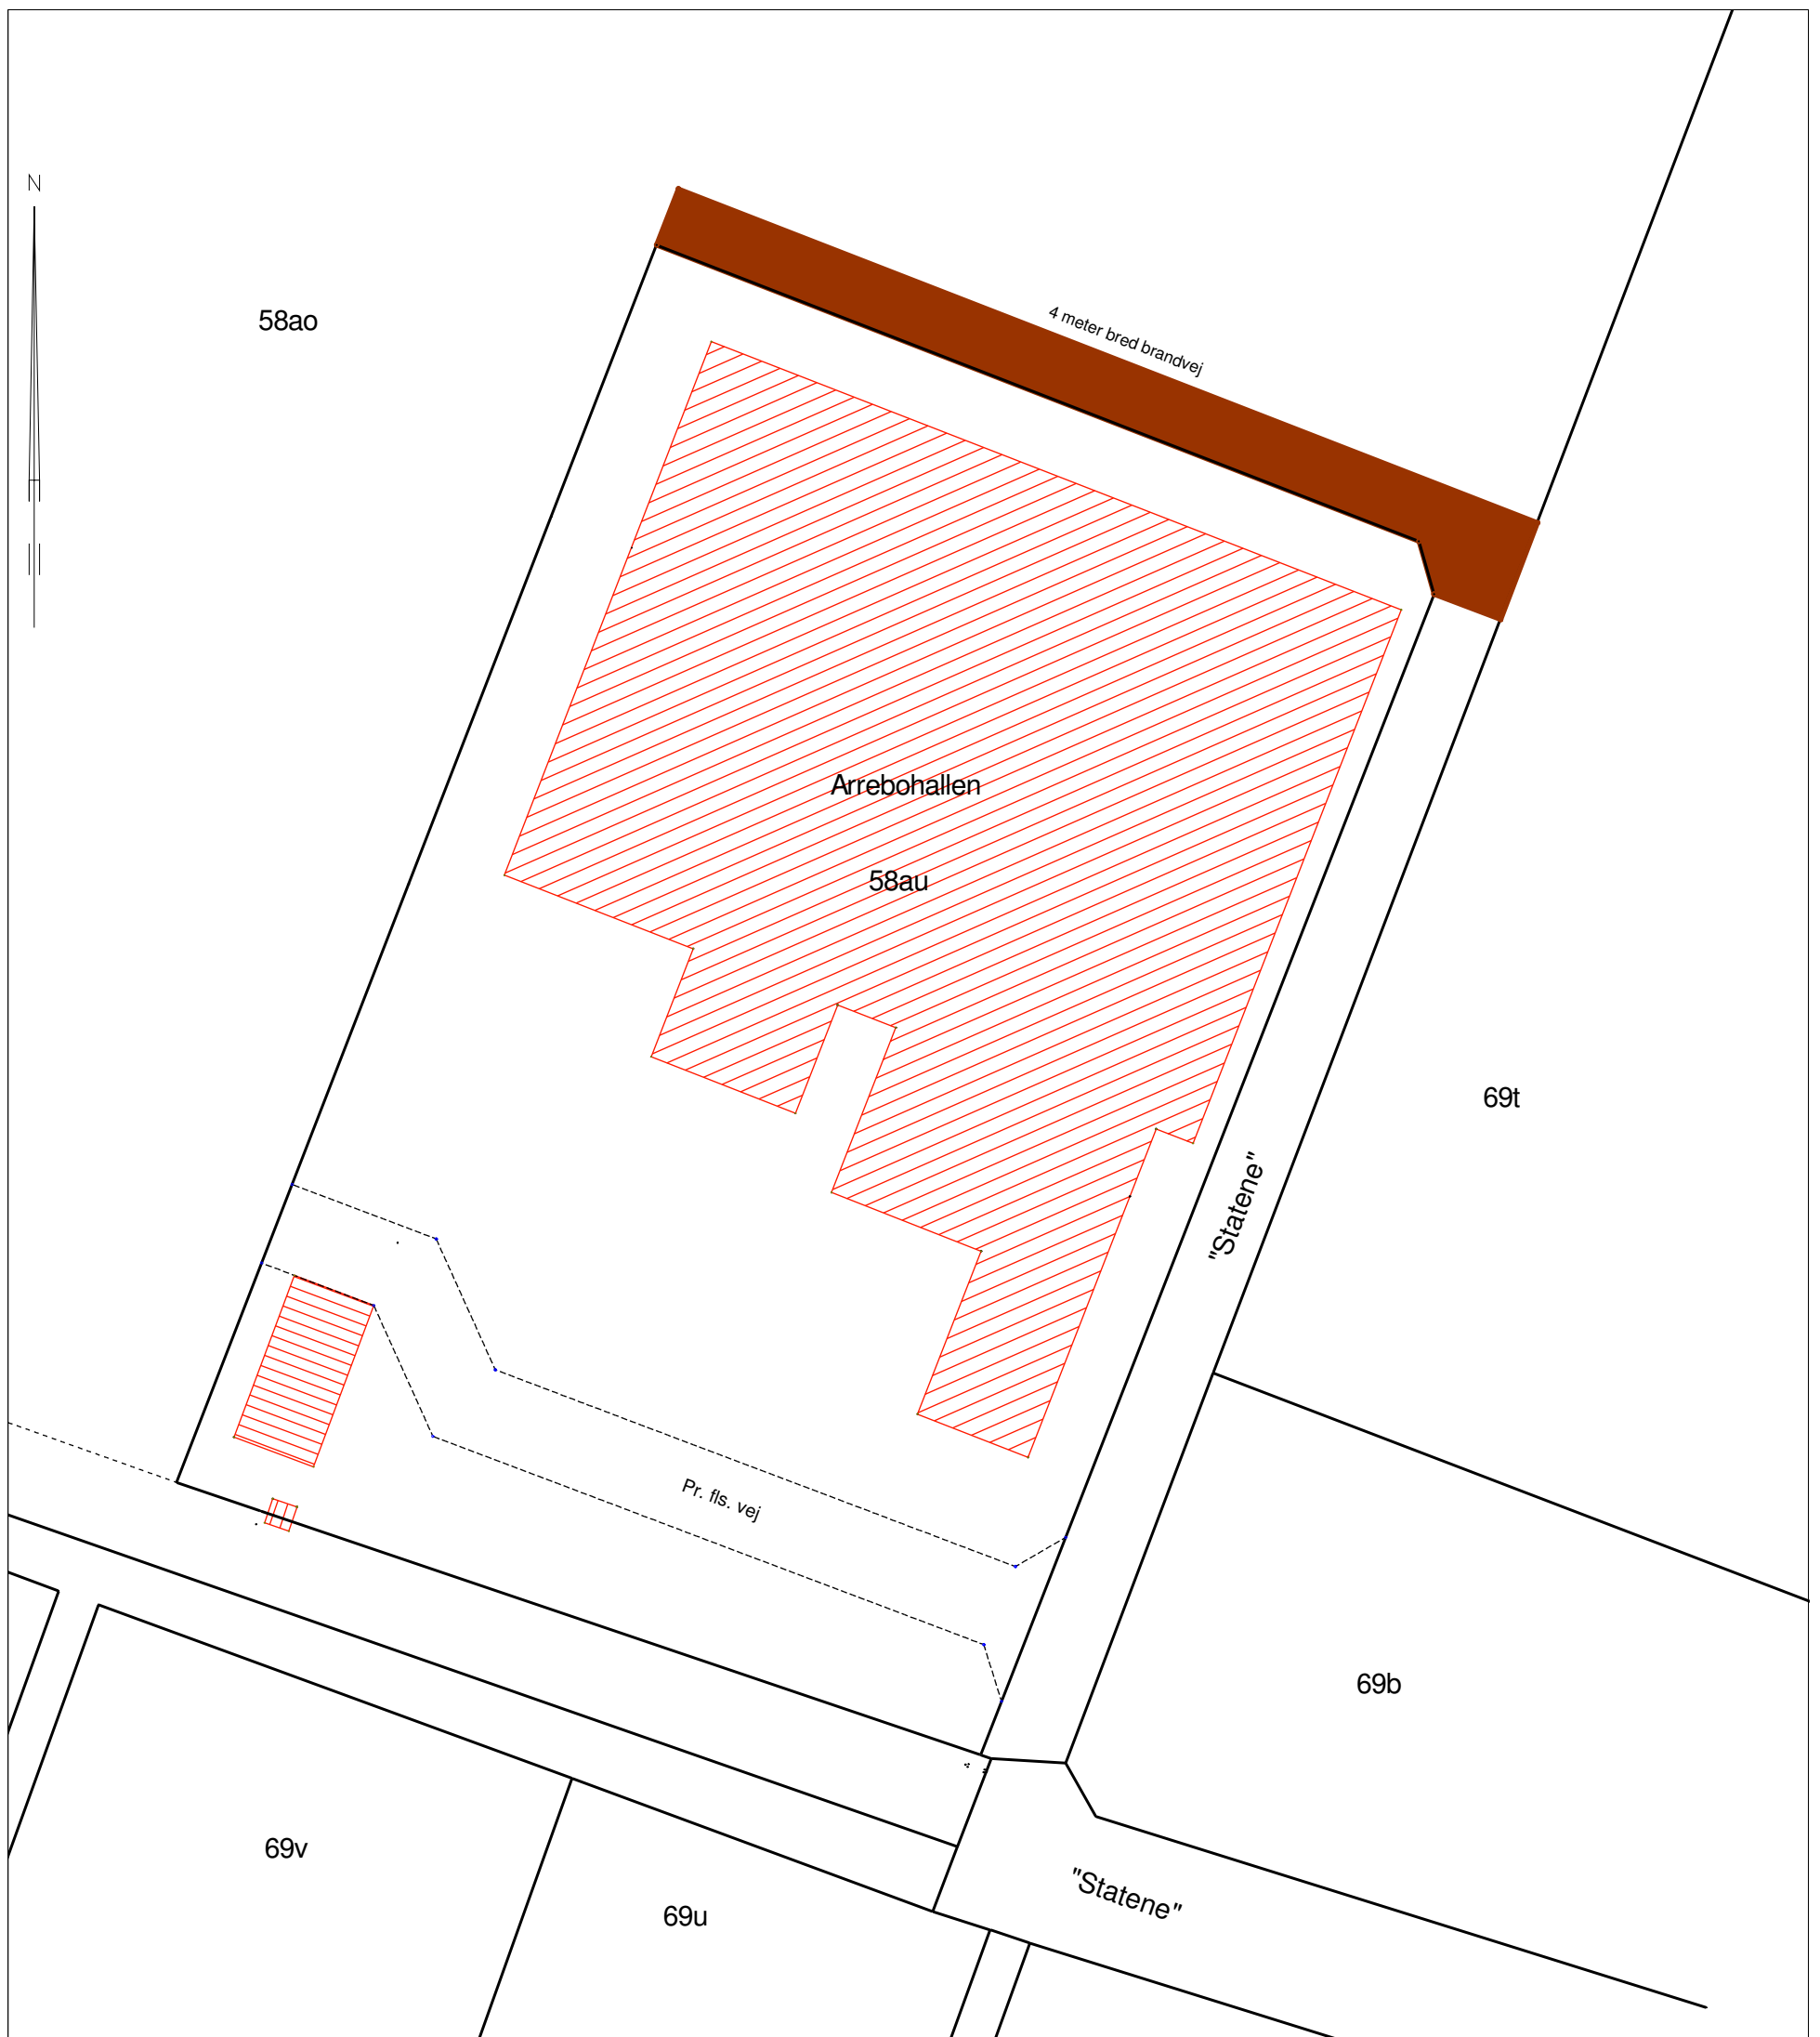 N
58ao
4 meter bred brandvej
Arrebohallen
58au
69t
"Statene"
Pr. fls. vej
69b
69v
"Statene"
69u